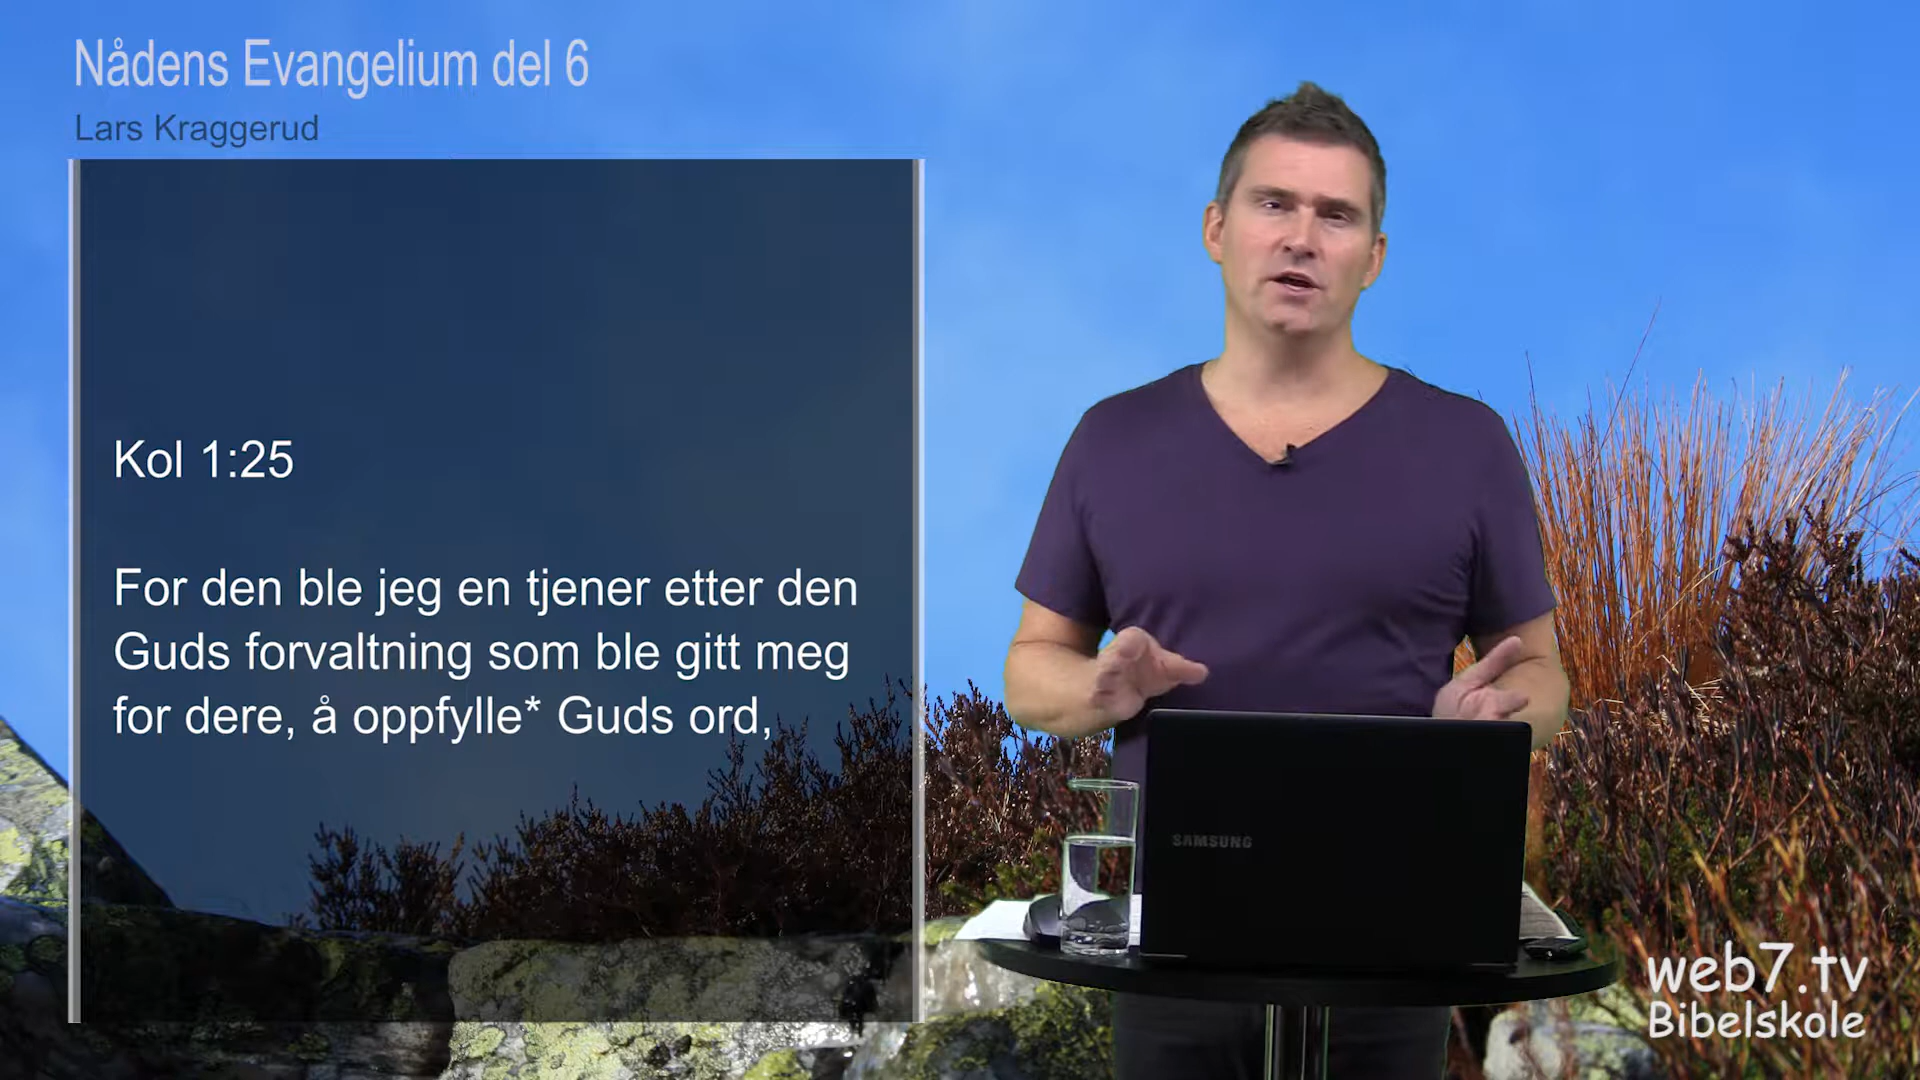 Nådens Evangelium del 6
Lars Kraggerud
Kol 1:25
For den ble jeg en tjener etter den
Guds forvaltning som ble gitt meg
for dere, å oppfylle* Guds ord,
SAMSUNG
web7.tv
Bibelskole